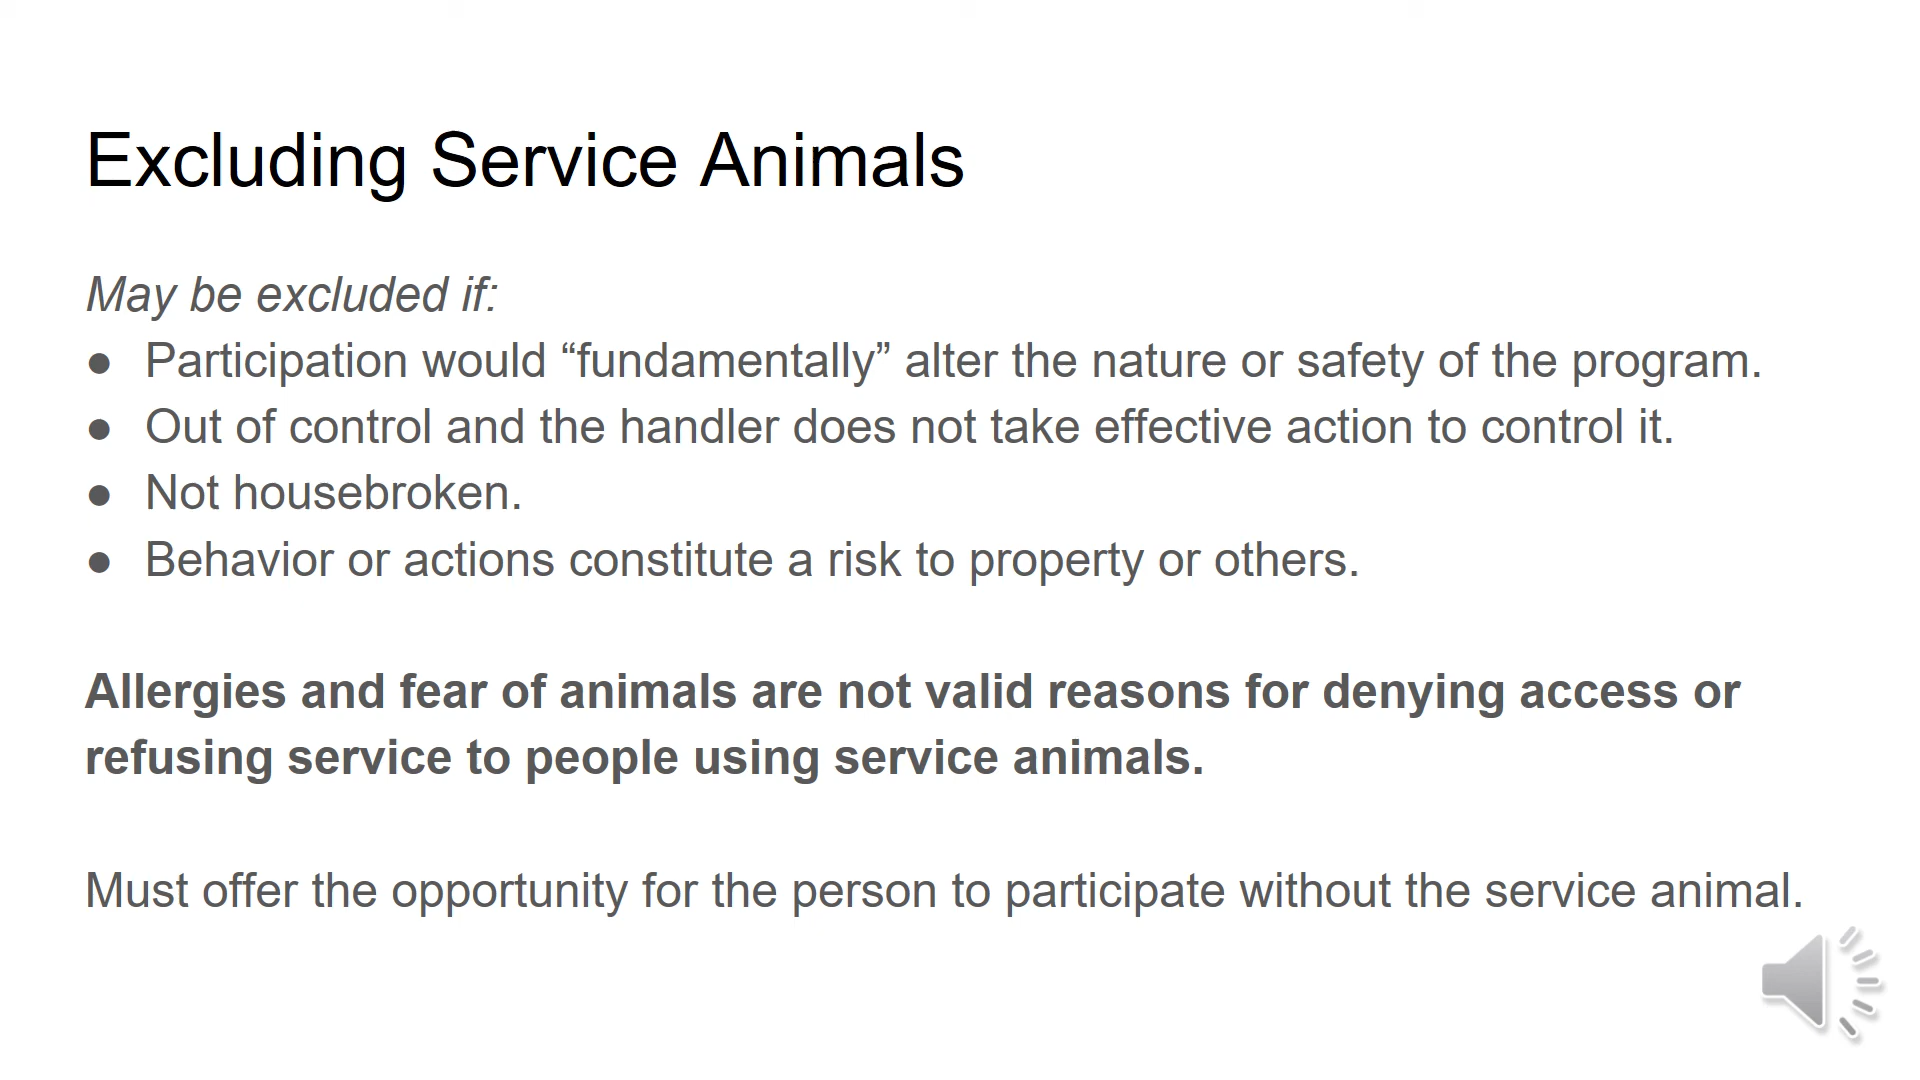 Excluding Service Animals
May be excluded if:
● Participation would “fundamentally” alter the nature or safety of the program.
● Out of control and the handler does not take effective action to control it.
● Not housebroken.
● Behavior or actions constitute a risk to property or others.
Allergies and fear of animals are not valid reasons for denying access or
refusing service to people using service animals.
Must offer the opportunity for the person to participate without the service animal.